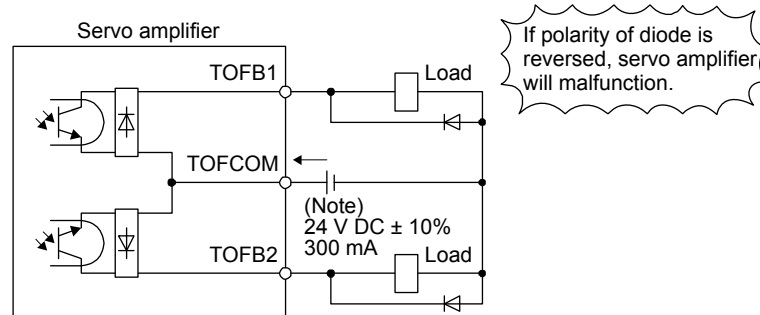 Servo amplifier
If polarity of diode is
reversed, servo amplifier
will malfunction.
TOFB1
Load
TOFCOM
(Note)
24 V DC ± 10%
300 mA
TOFB2
Load